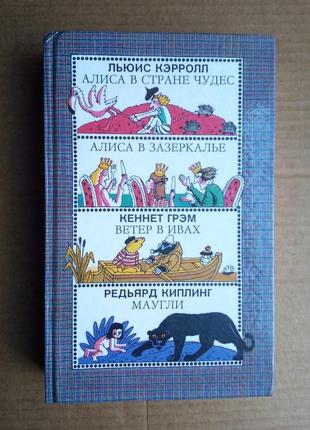 ЛЬЮИС КЭРРОЛЛ
АЛИСА В СТРАНЕ ЧУДЕС
АЛИСА В ЗАЗЕРКАЛЬЕ
КЕННЕТ ГРЭМ
ВЕТЕР В ИВАХ
РЕДЬЯРД КИПЛИНГ
МАУГЛИ